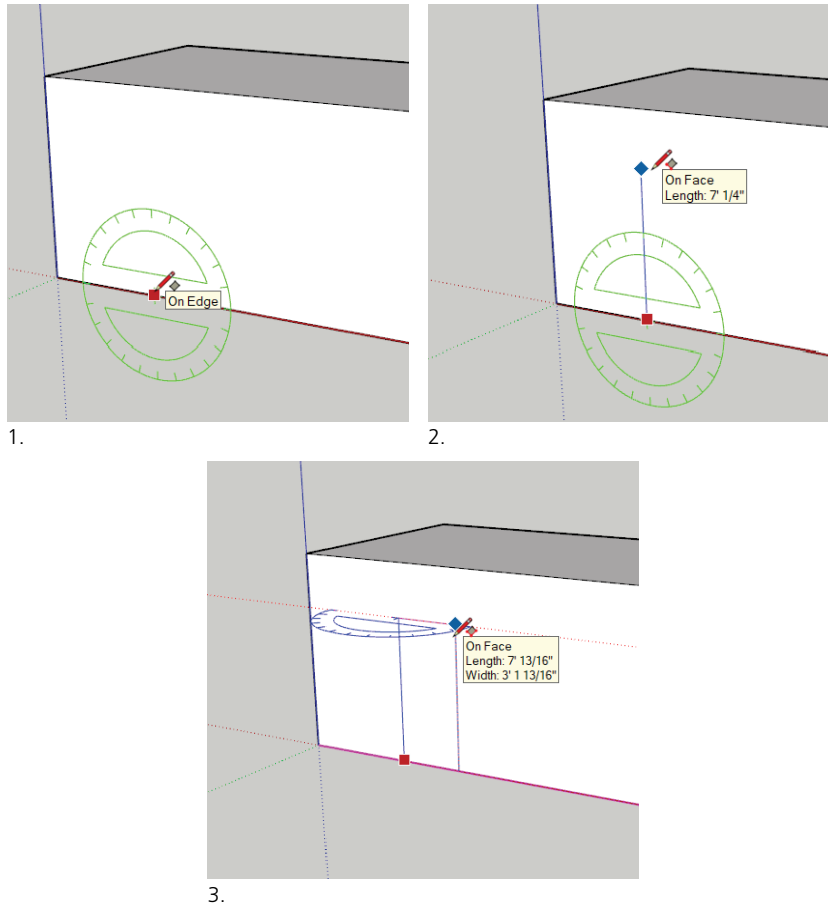 On Edge
On Face
Length: 7' 1/4"
1.
2.
On Face
Length: 7' 13/16"
Width: 3' 1 13/16"
3.